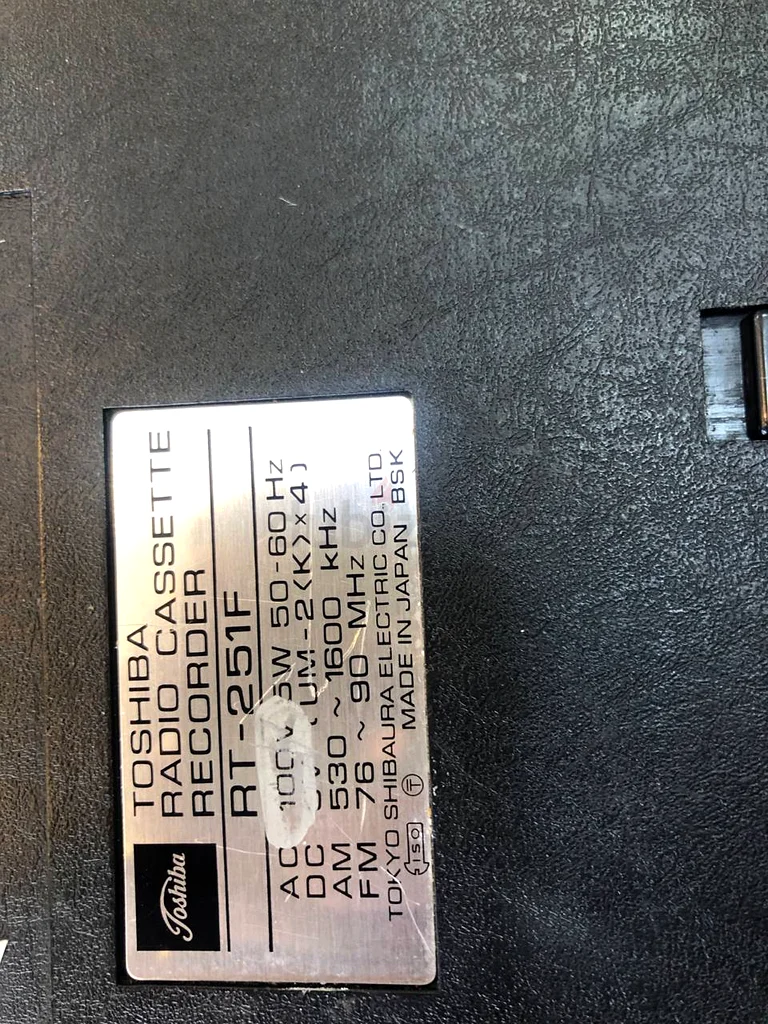 TOSHIBA
RADIO CASSETTE
RECORDER
Toshiba
RT-251F
AC 100V 5W 50-60 Hz
DC (UM-2(K)×4)
AM 530 ~ 1600 kHz
FM 76 ~ 90 MHz
TOKYO SHIBAURA ELECTRIC CO.,LTD.
ISO T MADE IN JAPAN BSK